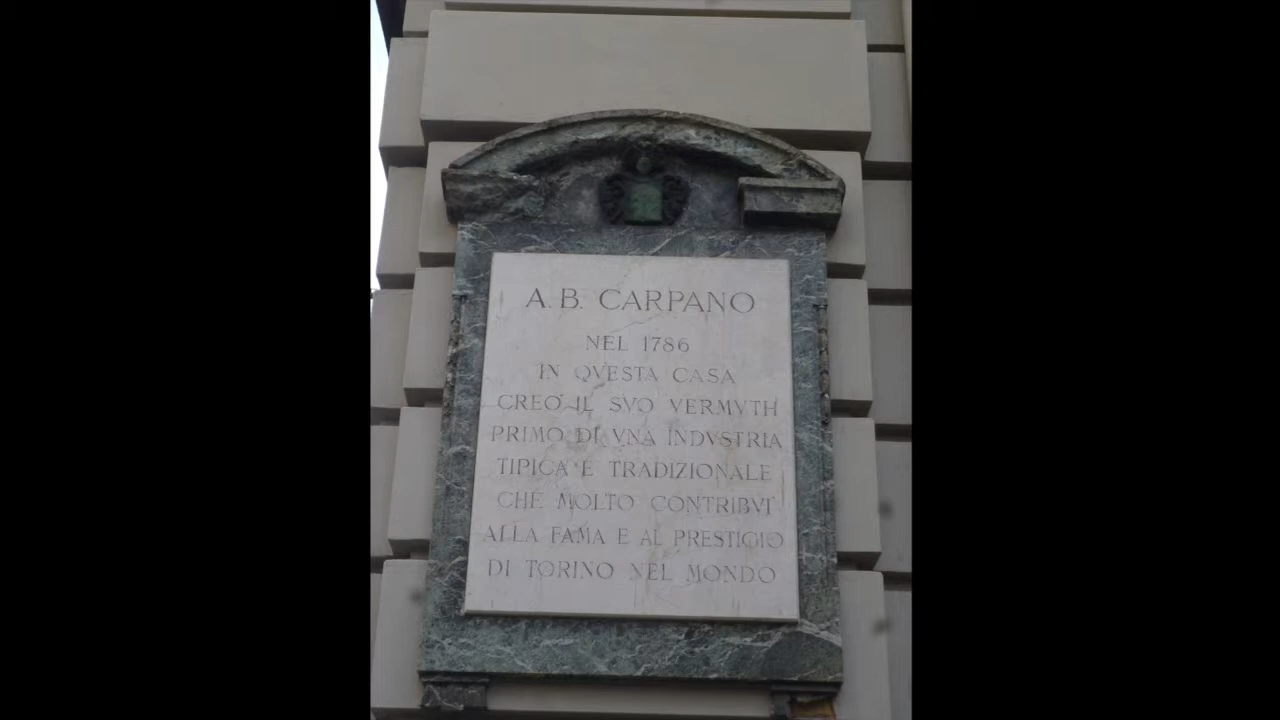 A. B. CARPANO
NEL 1786
IN QVESTA CASA
CREO' IL SVO VERMVTH
PRIMO DI VNA INDVSTRIA
TIPICA E TRADIZIONALE
CHE MOLTO CONTRIBVI'
ALLA FAMA E AL PRESTIGIO
DI TORINO NEL MONDO